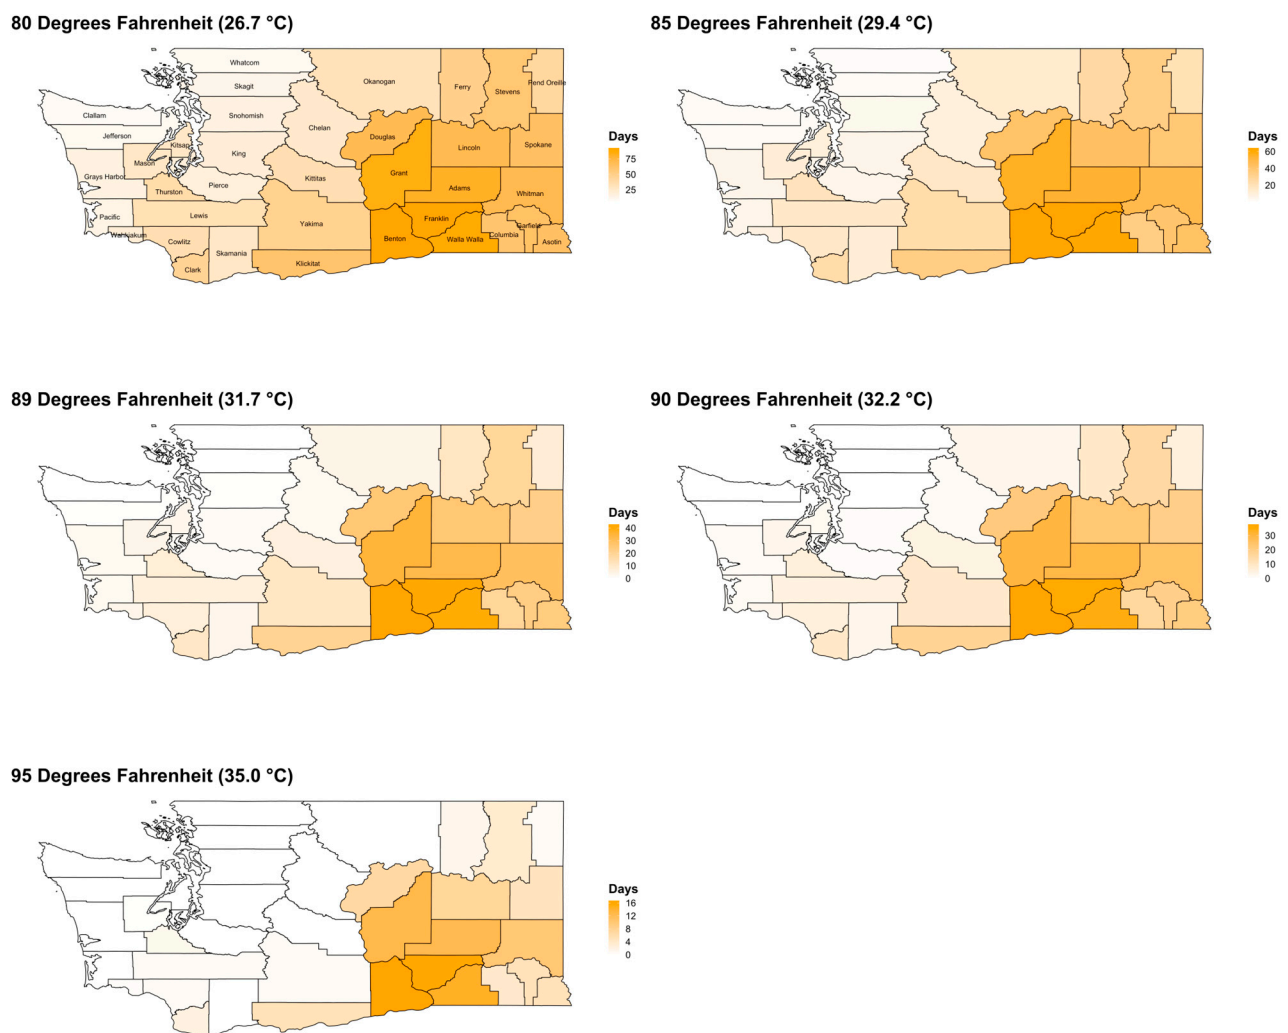 80 Degrees Fahrenheit (26.7 °C)
Whatcom
Okanogan
Ferry
Stevens
Pend Oreille
Skagit
Clallam
Snohomish
Chelan
Jefferson
Douglas
Kitsap
King
Lincoln
Spokane
Mason
Grant
Grays Harbor
Kittitas
Pierce
Thurston
Adams
Whitman
Pacific
Lewis
Yakima
Franklin
Garfield
Wahkiakum
Cowlitz
Benton
Walla Walla
Columbia
Asotin
Skamania
Clark
Klickitat
Days
75
50
25
85 Degrees Fahrenheit (29.4 °C)
Days
60
40
20
89 Degrees Fahrenheit (31.7 °C)
Days
40
30
20
10
0
90 Degrees Fahrenheit (32.2 °C)
Days
30
20
10
0
95 Degrees Fahrenheit (35.0 °C)
Days
16
12
8
4
0